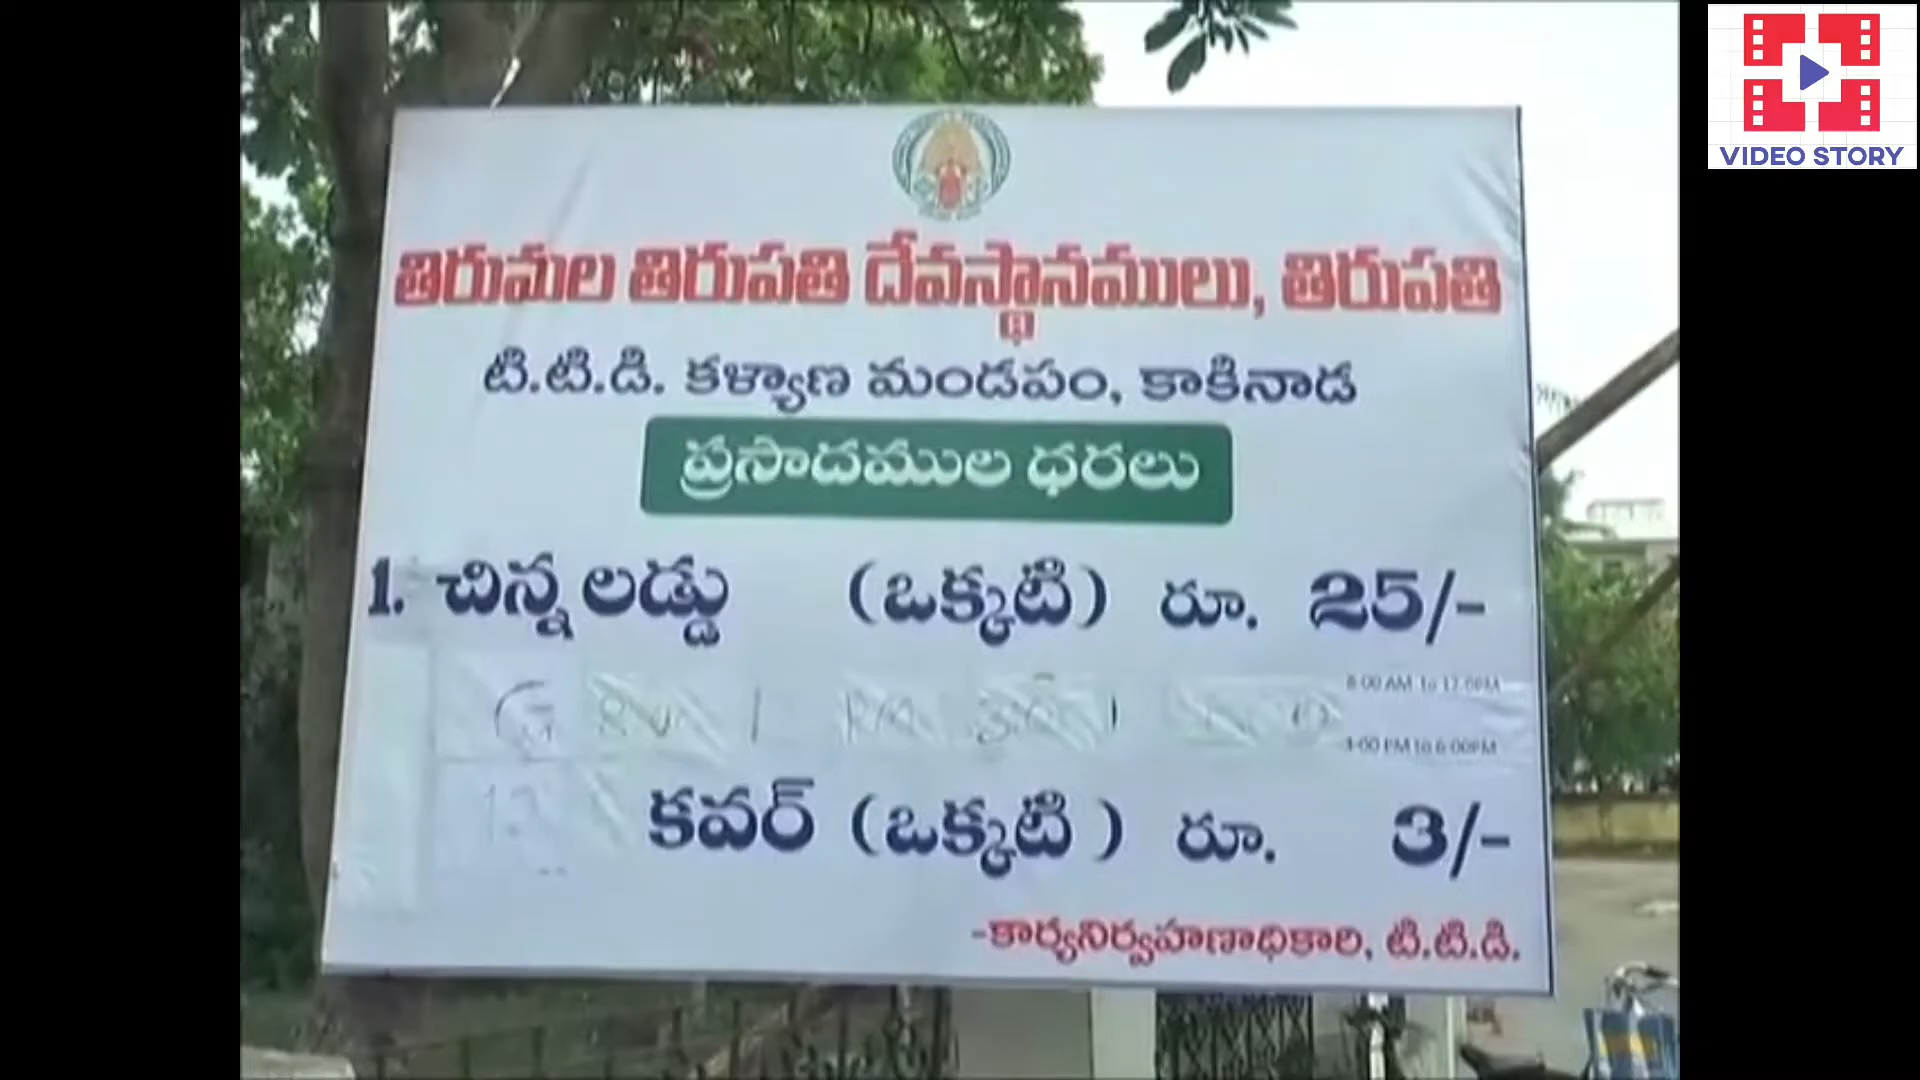 తిరుమల తిరుపతి దేవస్థానములు, తిరుపతి
టి.టి.డి. కళ్యాణ మండపం, కాకినాడ
ప్రసాదముల ధరలు
1. చిన్న లడ్డు (ఒక్కటి) రూ. 25/-
కవర్ (ఒక్కటి) రూ. 3/-
-కార్యనిర్వహణాధికారి, టి.టి.డి.
VIDEO STORY